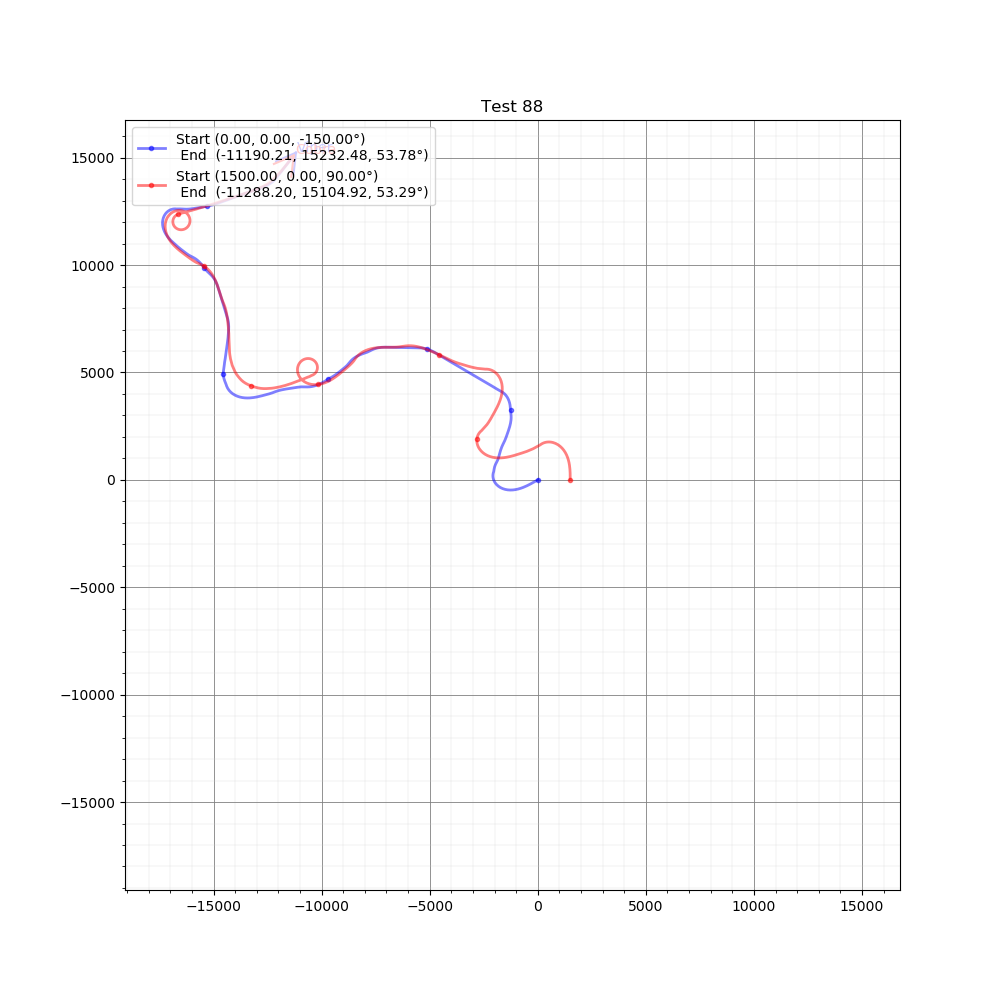 Test 88
Start (0.00, 0.00, -150.00°)
End (-11190.21, 15232.48, 53.78°)
Start (1500.00, 0.00, 90.00°)
End (-11288.20, 15104.92, 53.29°)
15000
10000
5000
0
−5000
−10000
−15000
−15000 −10000 −5000 0 5000 10000 15000